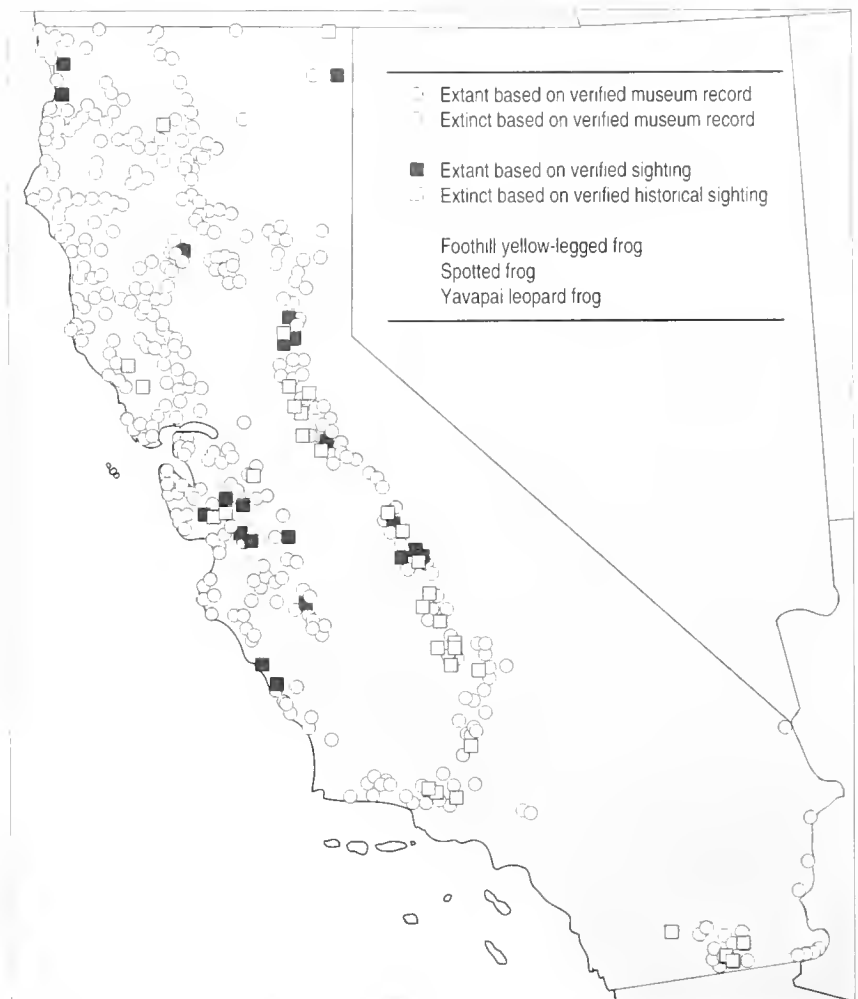 Extant based on verified museum record
Extinct based on verified museum record
Extant based on verified sighting
Extinct based on verified historical sighting
Foothill yellow-legged frog
Spotted frog
Yavapai leopard frog